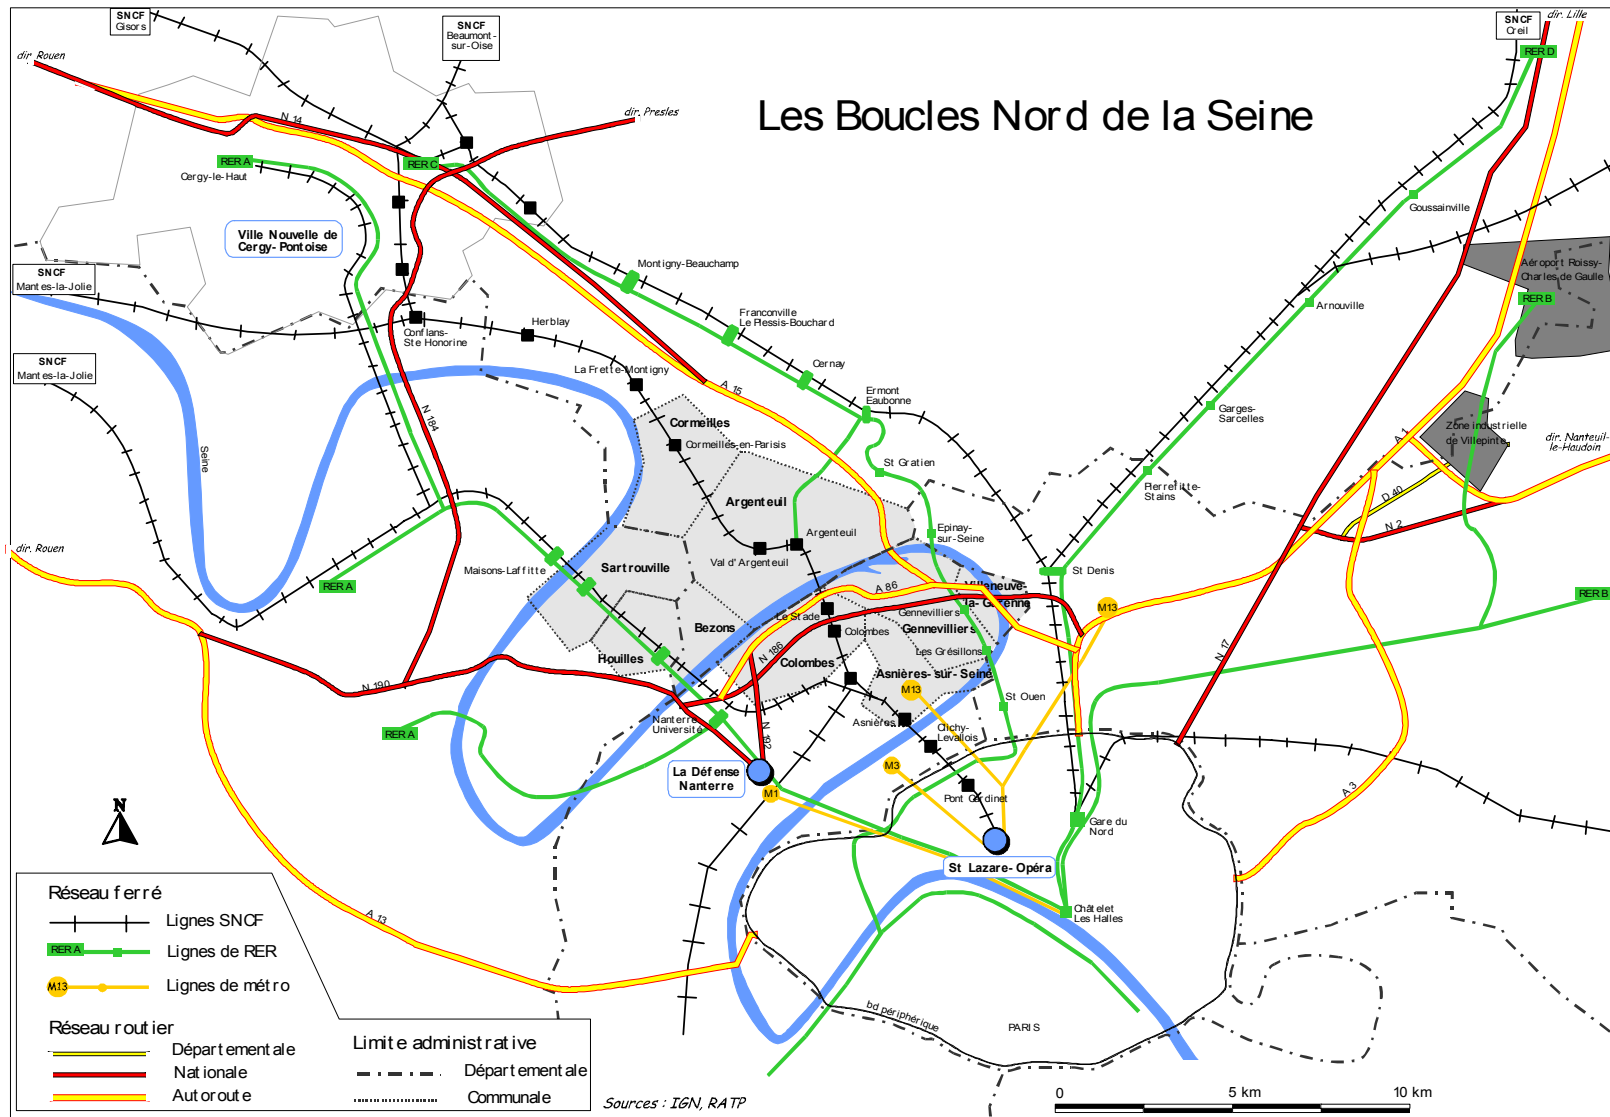 Les Boucles Nord de la Seine
SNCF
Gisors
SNCF
Beaumont-
sur-Oise
SNCF
Creil
dir. Lille
RER D
dir. Rouen
N 14
dir. Presles
RER A
Cergy-le-Haut
RER C
Ville Nouvelle de
Cergy-Pontoise
Goussainville
SNCF
Mantes-la-Jolie
Montigny-Beauchamp
Aéroport Roissy-
Charles de Gaulle
RER B
Arnouville
Conflans-
Ste Honorine
Herblay
Franconville
Le Plessis-Bouchard
SNCF
Mantes-la-Jolie
La Frette-Montigny
Cernay
A 15
Ermont
Eaubonne
Garges-
Sarcelles
N 184
Cormeilles
Cormeilles-en-Parisis
Zone industrielle
de Villepinte
A 1
dir. Nanteuil-
le-Haudoin
Seine
St Gratien
Pierrefitte-
Stains
D 40
N 2
Argenteuil
Argenteuil
Val d'Argenteuil
Epinay-
sur-Seine
dir. Rouen
Maisons-Laffitte
Sartrouville
St Denis
RER A
A 86
Villeneuve-
la-Garenne
M13
RER B
Le Stade
Gennevilliers
Bezons
Colombes
Gennevilliers
N 186
Les Grésillons
Houilles
Colombes
Asnières-sur-Seine
N 17
N 190
M13
St Ouen
RER A
Nanterre
Université
N 192
Asnières
Clichy-
Levallois
La Défense
Nanterre
M3
M1
Pont Cardinet
A 3
N
Gare du
Nord
St Lazare-Opéra
Châtelet
Les Halles
A 13
bd périphérique
PARIS
Réseau ferré
Lignes SNCF
RER A
Lignes de RER
M13
Lignes de métro
Réseau routier
Départementale
Nationale
Autoroute
Limite administrative
Départementale
Communale
Sources : IGN, RATP
0
5 km
10 km